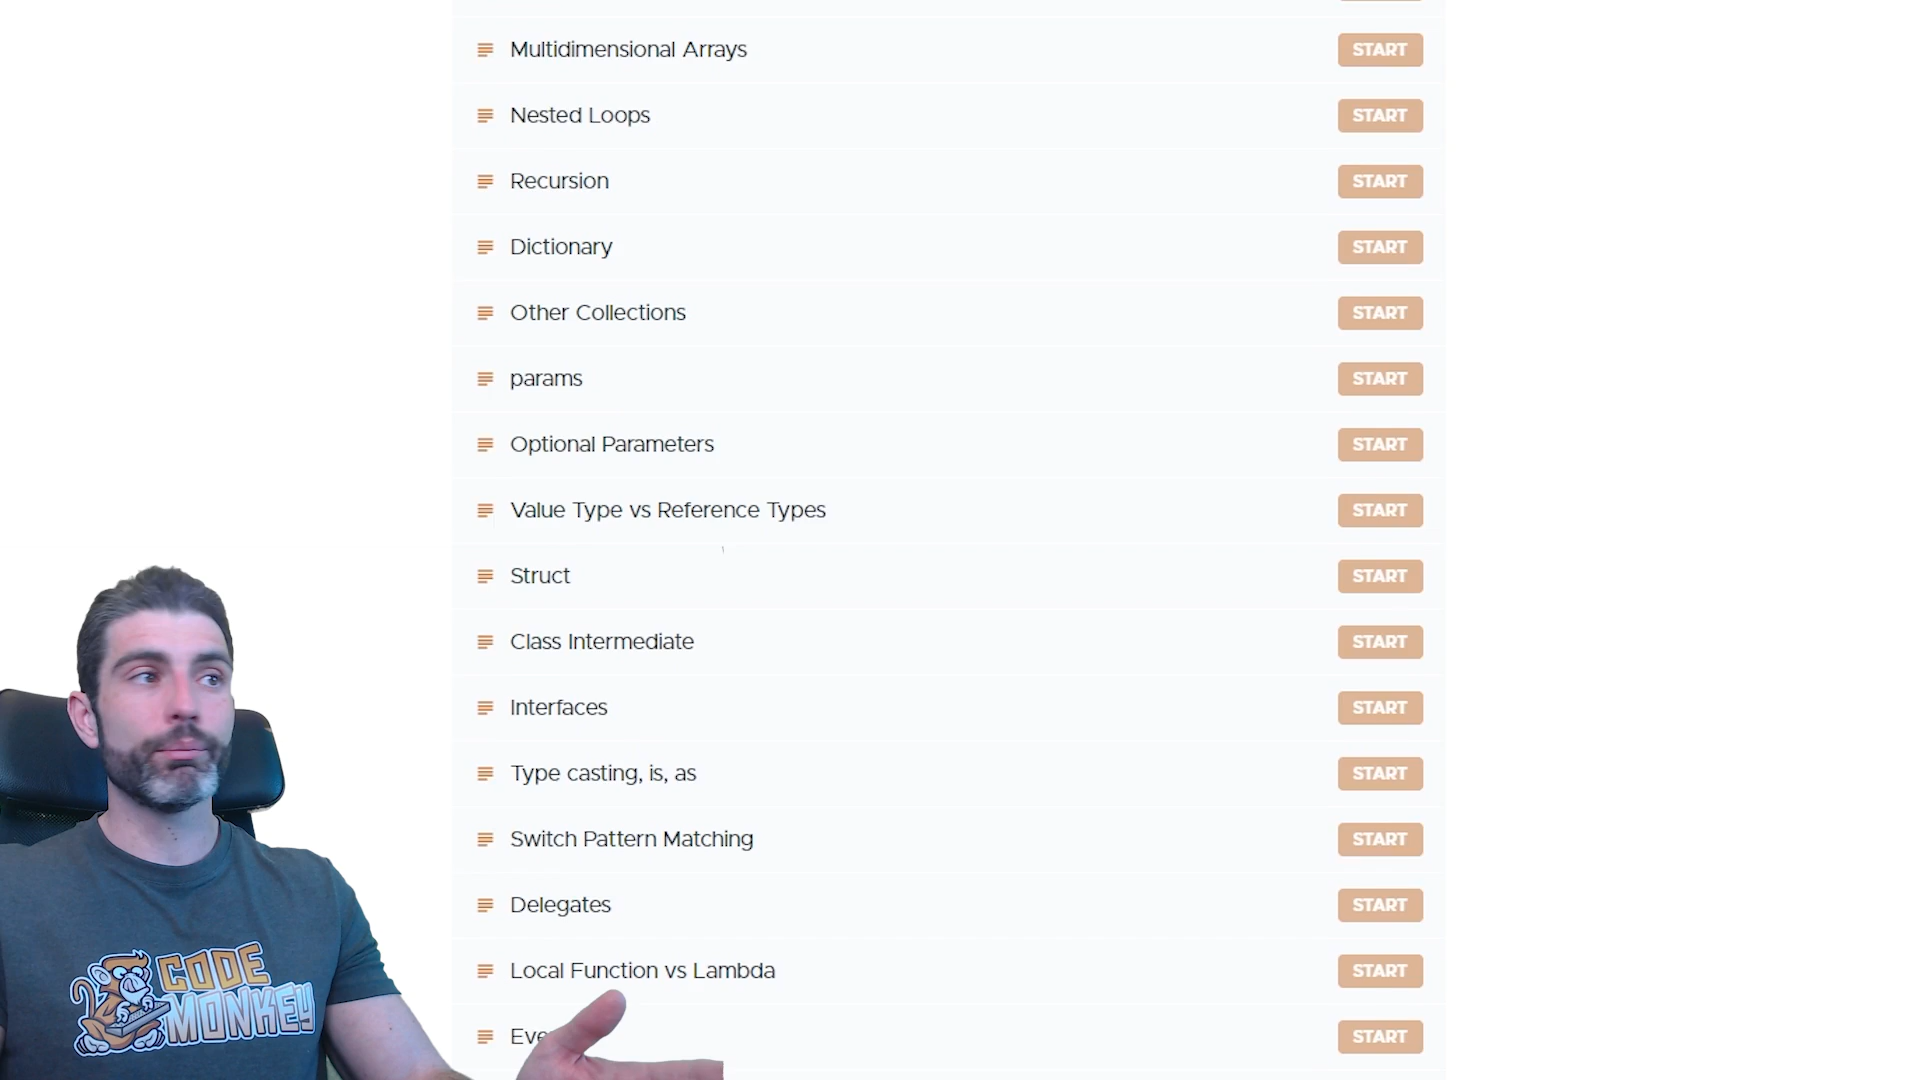 Multidimensional Arrays START
Nested Loops START
Recursion START
Dictionary START
Other Collections START
params START
Optional Parameters START
Value Type vs Reference Types START
Struct START
Class Intermediate START
Interfaces START
Type casting, is, as START
Switch Pattern Matching START
Delegates START
Local Function vs Lambda START
START
CODE
MONKEY